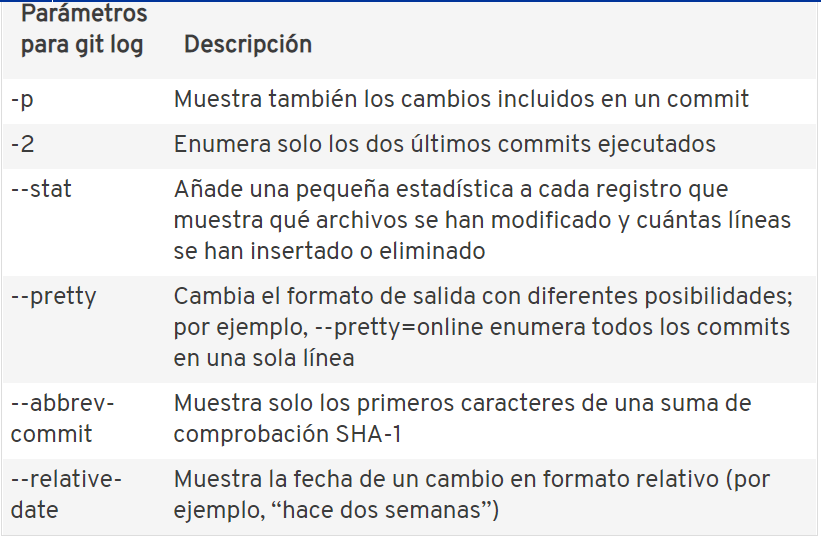 Parámetros
para git log Descripción
-p Muestra también los cambios incluidos en un commit
-2 Enumera solo los dos últimos commits ejecutados
--stat Añade una pequeña estadística a cada registro que
muestra qué archivos se han modificado y cuántas líneas
se han insertado o eliminado
--pretty Cambia el formato de salida con diferentes posibilidades;
por ejemplo, --pretty=online enumera todos los commits
en una sola línea
--abbrev- Muestra solo los primeros caracteres de una suma de
commit comprobación SHA-1
--relative- Muestra la fecha de un cambio en formato relativo (por
date ejemplo, “hace dos semanas”)